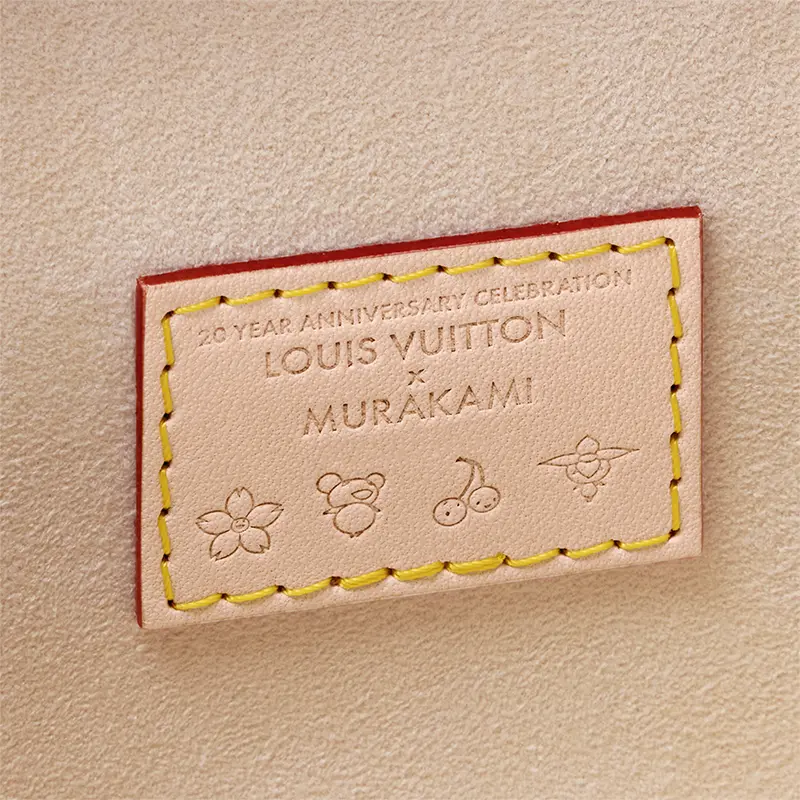 20 YEAR ANNIVERSARY CELEBRATION
LOUIS VUITTON
x
MURAKAMI